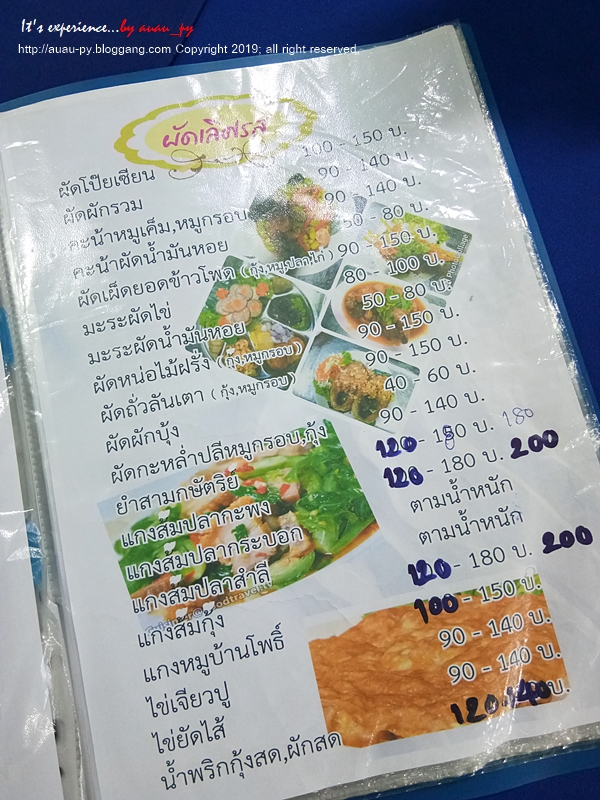 It's experience...by auau_py
http://auau-py.bloggang.com Copyright 2019; all right reserved.
ผัดเลิศรส
ผัดโป๊ยเซียน 100 - 150 บ.
ผัดผักรวม 90 - 140 บ.
คะน้าหมูเค็ม,หมูกรอบ 90 - 140 บ.
คะน้าผัดน้ำมันหอย 50 - 80 บ.
ผัดเผ็ดยอดข้าวโพด (กุ้ง,หมู,ปลา,ไก่) 90 - 150 บ.
มะระผัดไข่ 80 - 100 บ.
มะระผัดน้ำมันหอย 50 - 80 บ.
ผัดหน่อไม้ฝรั่ง (กุ้ง,หมูกรอบ) 90 - 150 บ.
ผัดถั่วลันเตา (กุ้ง,หมูกรอบ) 90 - 150 บ.
ผัดผักบุ้ง 40 - 60 บ.
ผัดกะหล่ำปลีหมูกรอบ,กุ้ง 90 - 140 บ.
ยำสามกษัตริย์ 120 - 180 บ. 180
แกงส้มปลากะพง 120 - 180 บ. 200
แกงส้มปลากระบอก ตามน้ำหนัก
แกงส้มปลาสำลี ตามน้ำหนัก
แกงส้มกุ้ง 120 - 180 บ. 200
แกงหมูบ้านโพธิ์ 100 - 150 บ.
ไข่เจียวปู 90 - 140 บ.
ไข่ยัดไส้ 90 - 140 บ.
น้ำพริกกุ้งสด,ผักสด 120-140 บ.